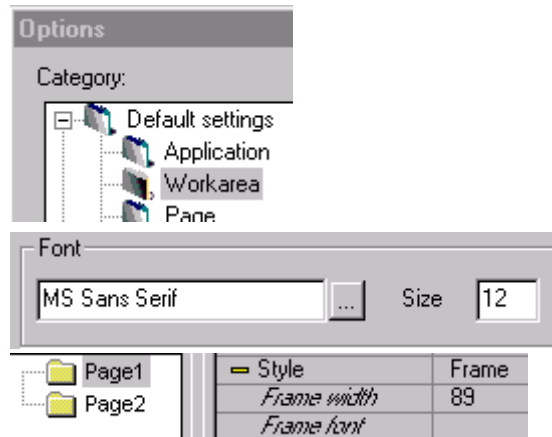 Options
Category:
Default settings
Application
Workarea
Page
Font
MS Sans Serif ... Size 12
Page1 Style Frame
Page2 Frame width 89
Frame font